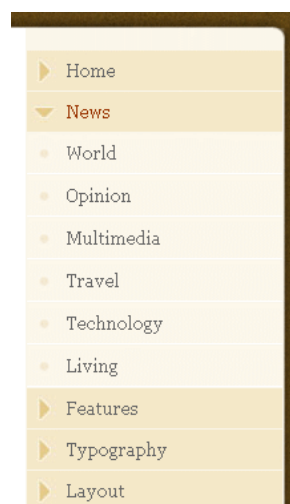 Home
News
World
Opinion
Multimedia
Travel
Technology
Living
Features
Typography
Layout